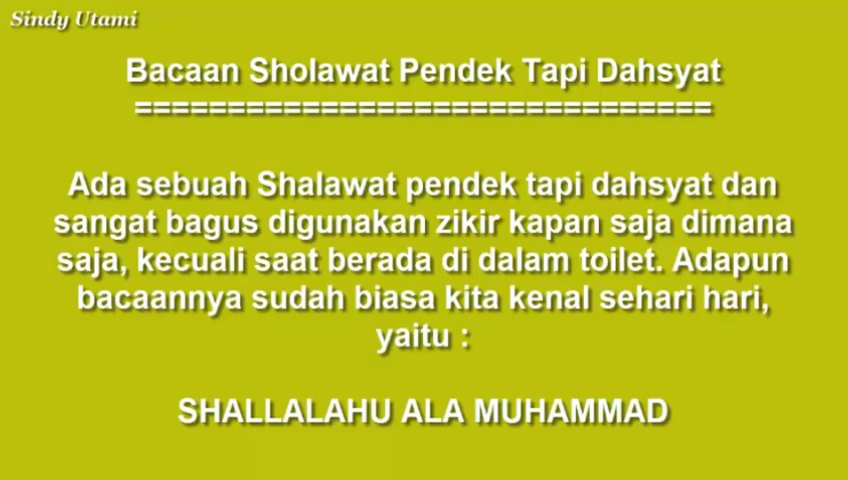 Sindy Utami
Bacaan Sholawat Pendek Tapi Dahsyat
================================
Ada sebuah Shalawat pendek tapi dahsyat dan
sangat bagus digunakan zikir kapan saja dimana
saja, kecuali saat berada di dalam toilet. Adapun
bacaannya sudah biasa kita kenal sehari hari,
yaitu :
SHALLALAHU ALA MUHAMMAD